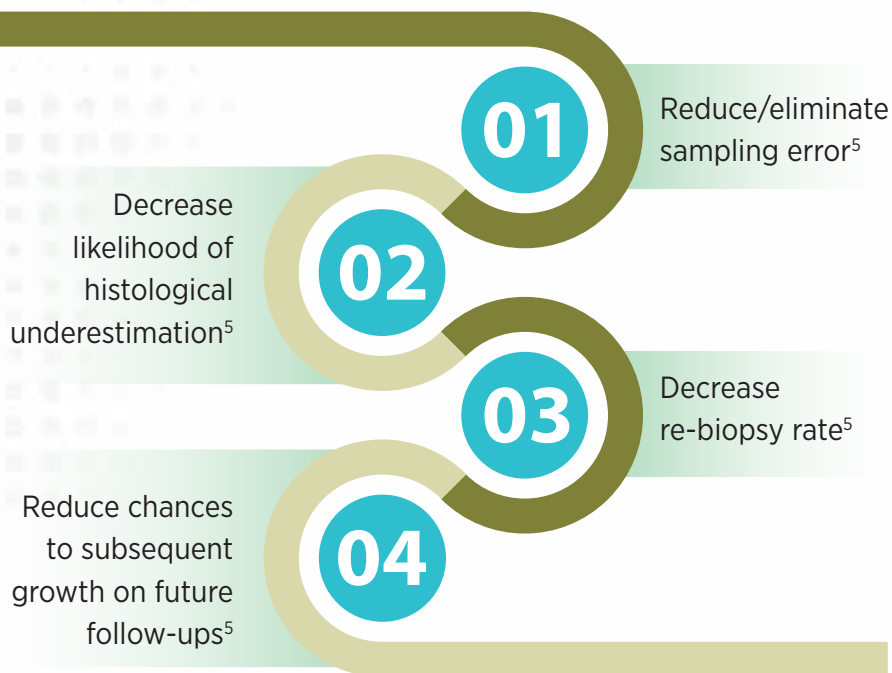 01
Reduce/eliminate
sampling error⁵
02
Decrease
likelihood of
histological
underestimation⁵
03
Decrease
re-biopsy rate⁵
04
Reduce chances
to subsequent
growth on future
follow-ups⁵